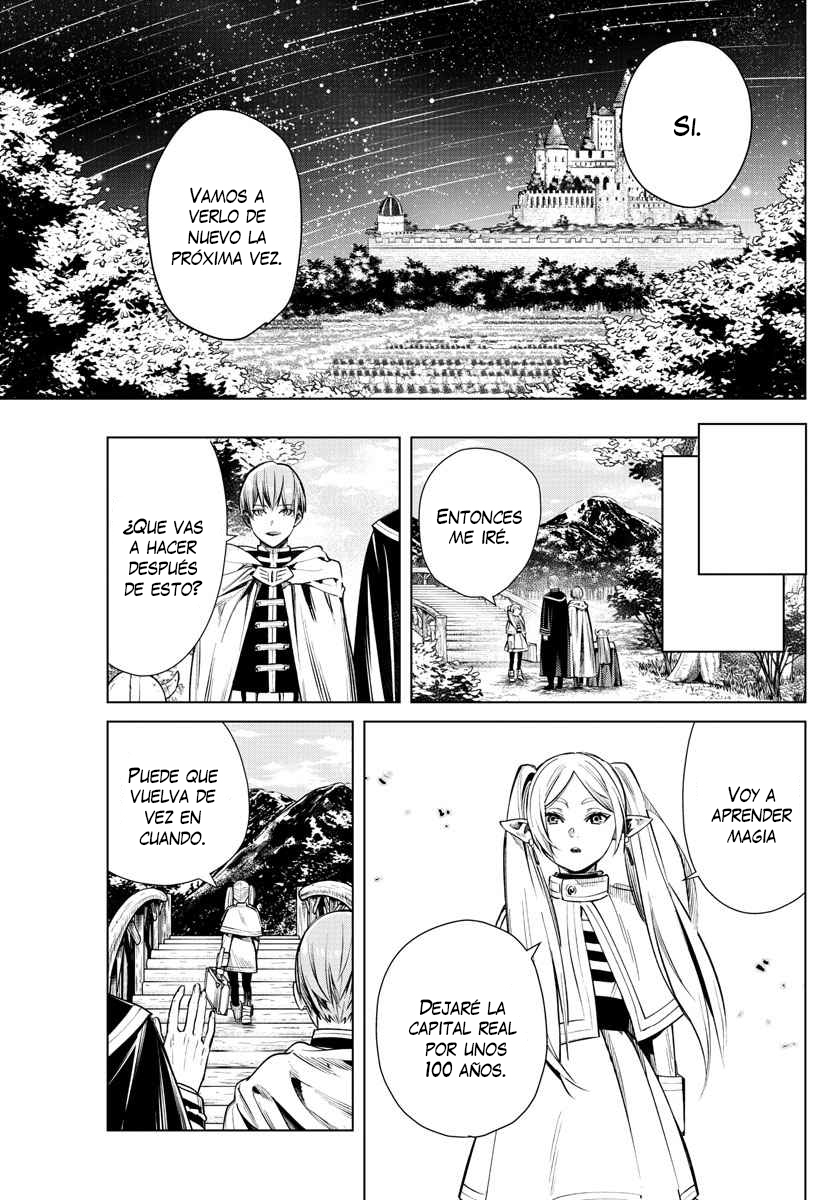 SI.
VAMOS A
VERLO DE
NUEVO LA
PRÓXIMA VEZ.
ENTONCES
ME IRÉ.
¿QUE VAS
A HACER
DESPUÉS
DE ESTO?
VOY A
APRENDER
MAGIA
DEJARÉ LA
CAPITAL REAL
POR UNOS
100 AÑOS.
PUEDE QUE
VUELVA DE
VEZ EN
CUANDO.